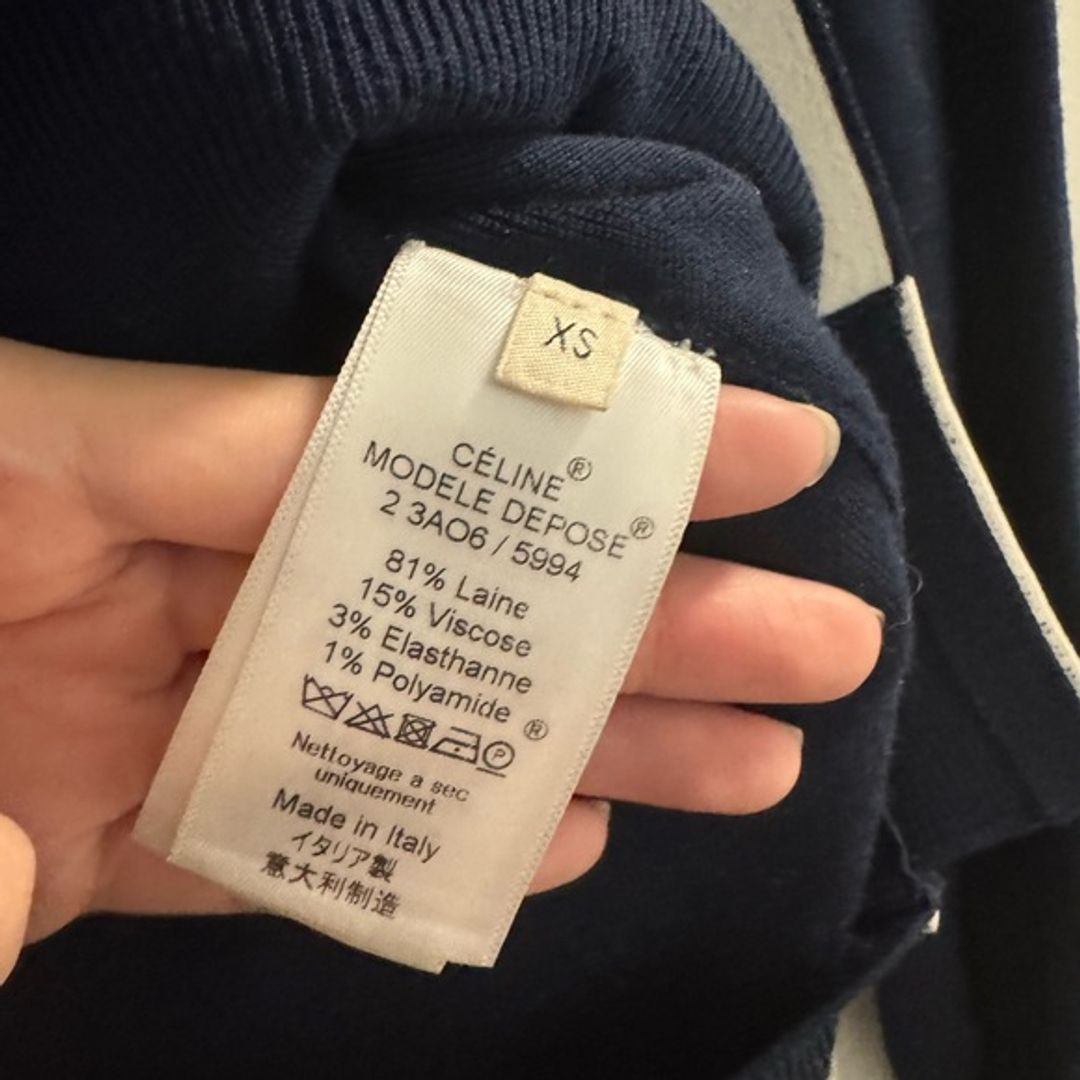 XS
CÉLINE®
MODELE DEPOSE®
2 3AO6 / 5994
81% Laine
15% Viscose
3% Elasthanne
1% Polyamide ®
P
Nettoyage a sec
uniquement
Made in Italy
イタリア製
意大利制造